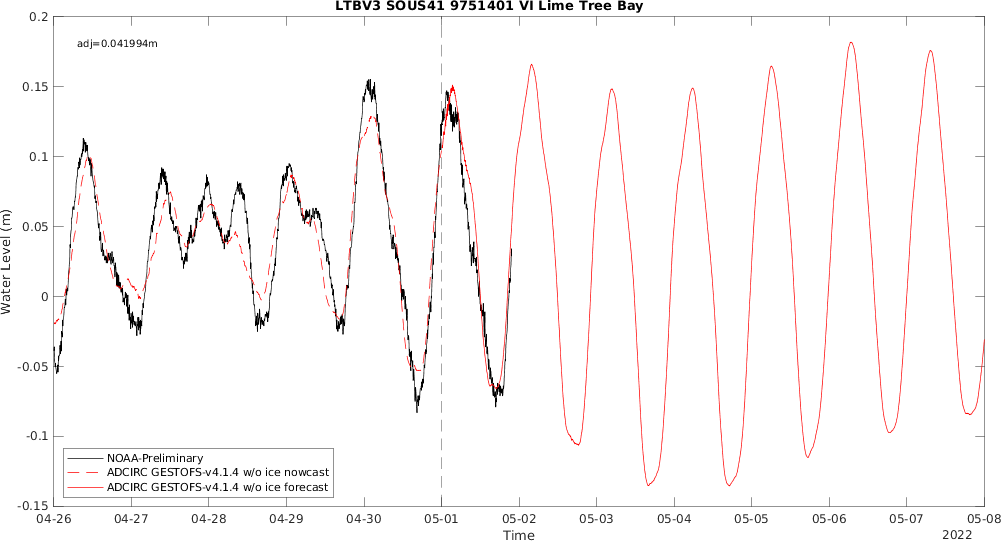 LTBV3 SOUS41 9751401 VI Lime Tree Bay
adj=0.041994m
0.2
0.15
0.1
0.05
0
-0.05
-0.1
-0.15
Water Level (m)
NOAA-Preliminary
ADCIRC GESTOFS-v4.1.4 w/o ice nowcast
ADCIRC GESTOFS-v4.1.4 w/o ice forecast
04-26 04-27 04-28 04-29 04-30 05-01 05-02 05-03 05-04 05-05 05-06 05-07 05-08
Time
2022